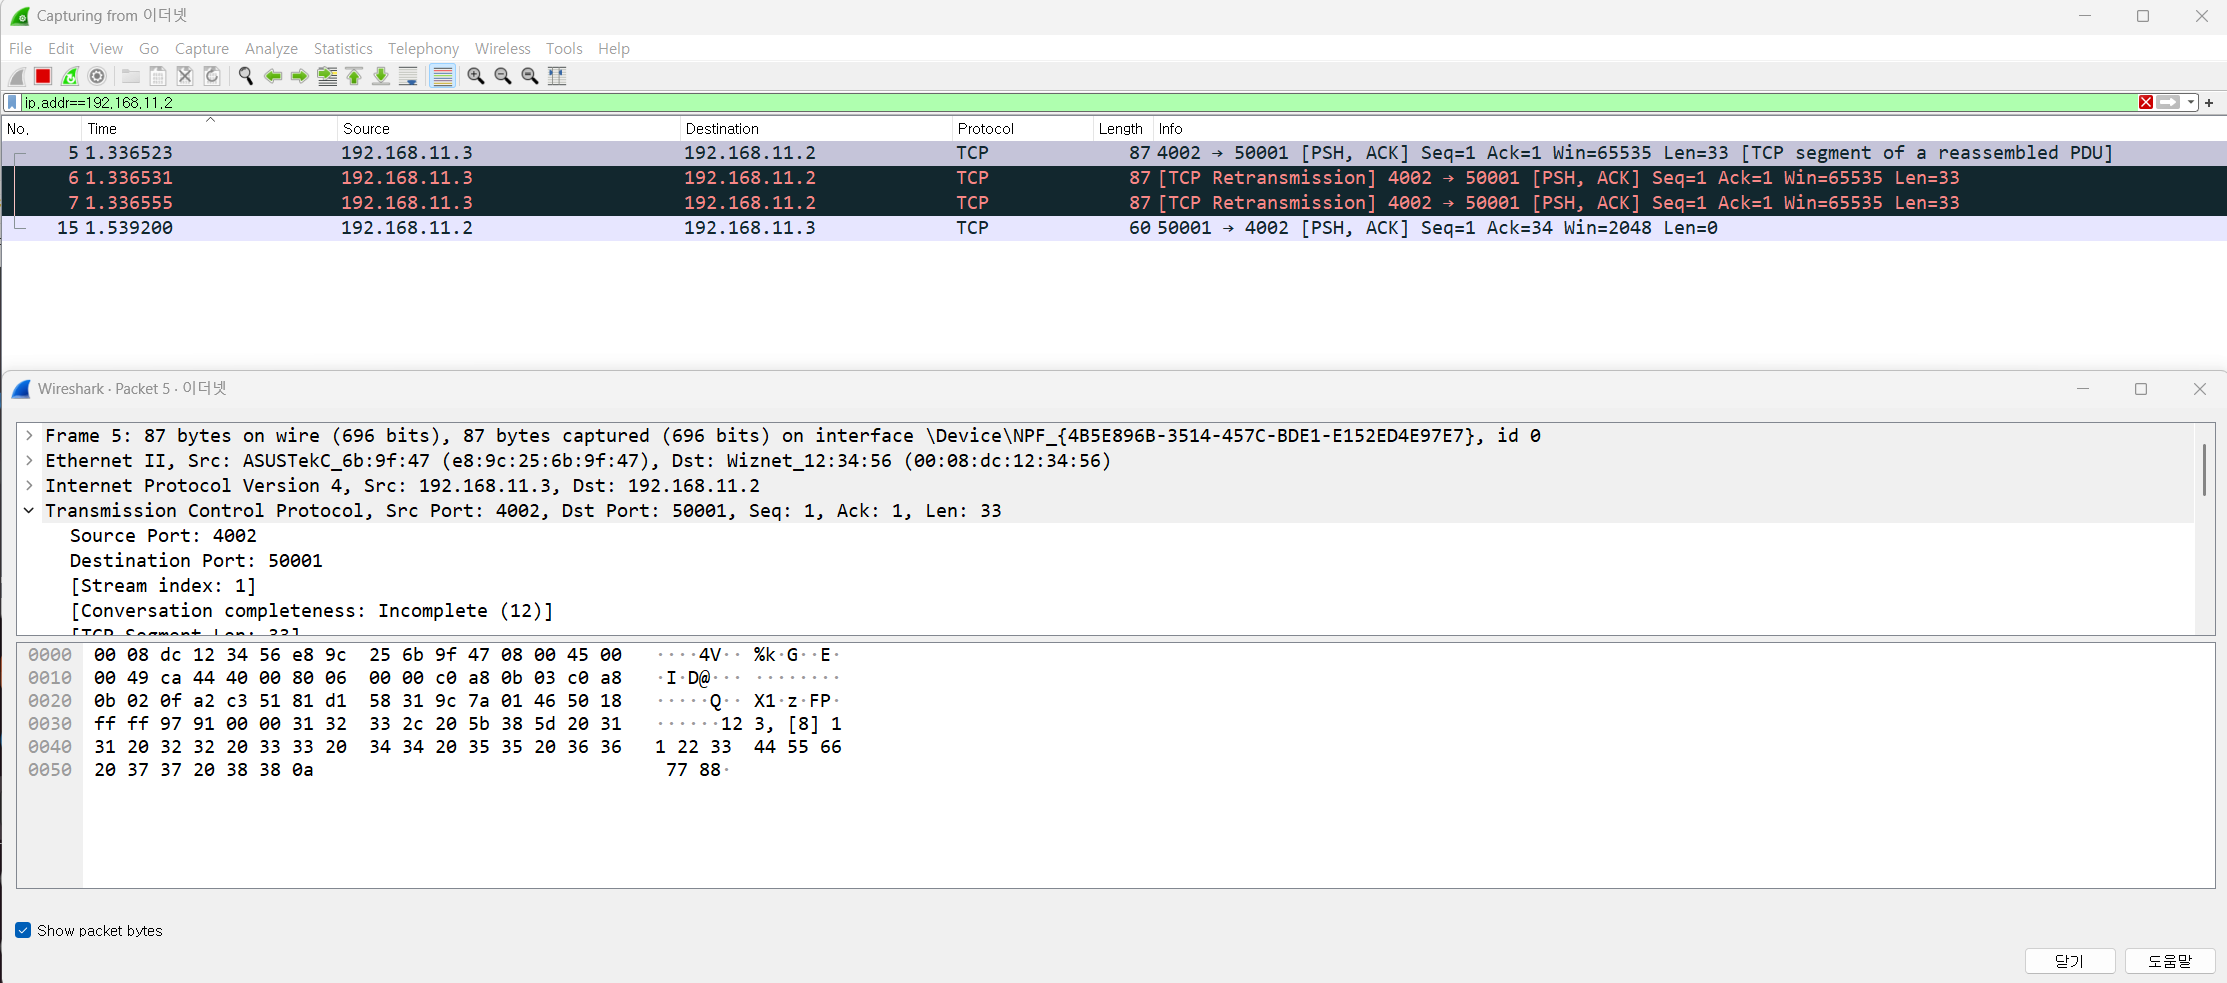 Capturing from 이더넷
File Edit View Go Capture Analyze Statistics Telephony Wireless Tools Help
ip.addr==192.168.11.2
No. Time Source Destination Protocol Length Info
5 1.336523 192.168.11.3 192.168.11.2 TCP 87 4002 → 50001 [PSH, ACK] Seq=1 Ack=1 Win=65535 Len=33 [TCP segment of a reassembled PDU]
6 1.336531 192.168.11.3 192.168.11.2 TCP 87 [TCP Retransmission] 4002 → 50001 [PSH, ACK] Seq=1 Ack=1 Win=65535 Len=33
7 1.336555 192.168.11.3 192.168.11.2 TCP 87 [TCP Retransmission] 4002 → 50001 [PSH, ACK] Seq=1 Ack=1 Win=65535 Len=33
15 1.539200 192.168.11.2 192.168.11.3 TCP 60 50001 → 4002 [PSH, ACK] Seq=1 Ack=34 Win=2048 Len=0
Wireshark · Packet 5 · 이더넷
Frame 5: 87 bytes on wire (696 bits), 87 bytes captured (696 bits) on interface \Device\NPF_{4B5E896B-3514-457C-BDE1-E152ED4E97E7}, id 0
Ethernet II, Src: ASUSTekC_6b:9f:47 (e8:9c:25:6b:9f:47), Dst: Wiznet_12:34:56 (00:08:dc:12:34:56)
Internet Protocol Version 4, Src: 192.168.11.3, Dst: 192.168.11.2
Transmission Control Protocol, Src Port: 4002, Dst Port: 50001, Seq: 1, Ack: 1, Len: 33
Source Port: 4002
Destination Port: 50001
[Stream index: 1]
[Conversation completeness: Incomplete (12)]
[TCP Segment Len: 33]
0000 00 08 dc 12 34 56 e8 9c 25 6b 9f 47 08 00 45 00 ····4V·· %k·G··E·
0010 00 49 ca 44 40 00 80 06 00 00 c0 a8 0b 03 c0 a8 ·I·D@··· ········
0020 0b 02 0f a2 c3 51 81 d1 58 31 9c 7a 01 46 50 18 ·····Q·· X1·z·FP·
0030 ff ff 97 91 00 00 31 32 33 2c 20 5b 38 5d 20 31 ······12 3, [8] 1
0040 31 20 32 32 20 33 33 20 34 34 20 35 35 20 36 36 1 22 33 44 55 66
0050 20 37 37 20 38 38 0a 77 88·
Show packet bytes
닫기 도움말